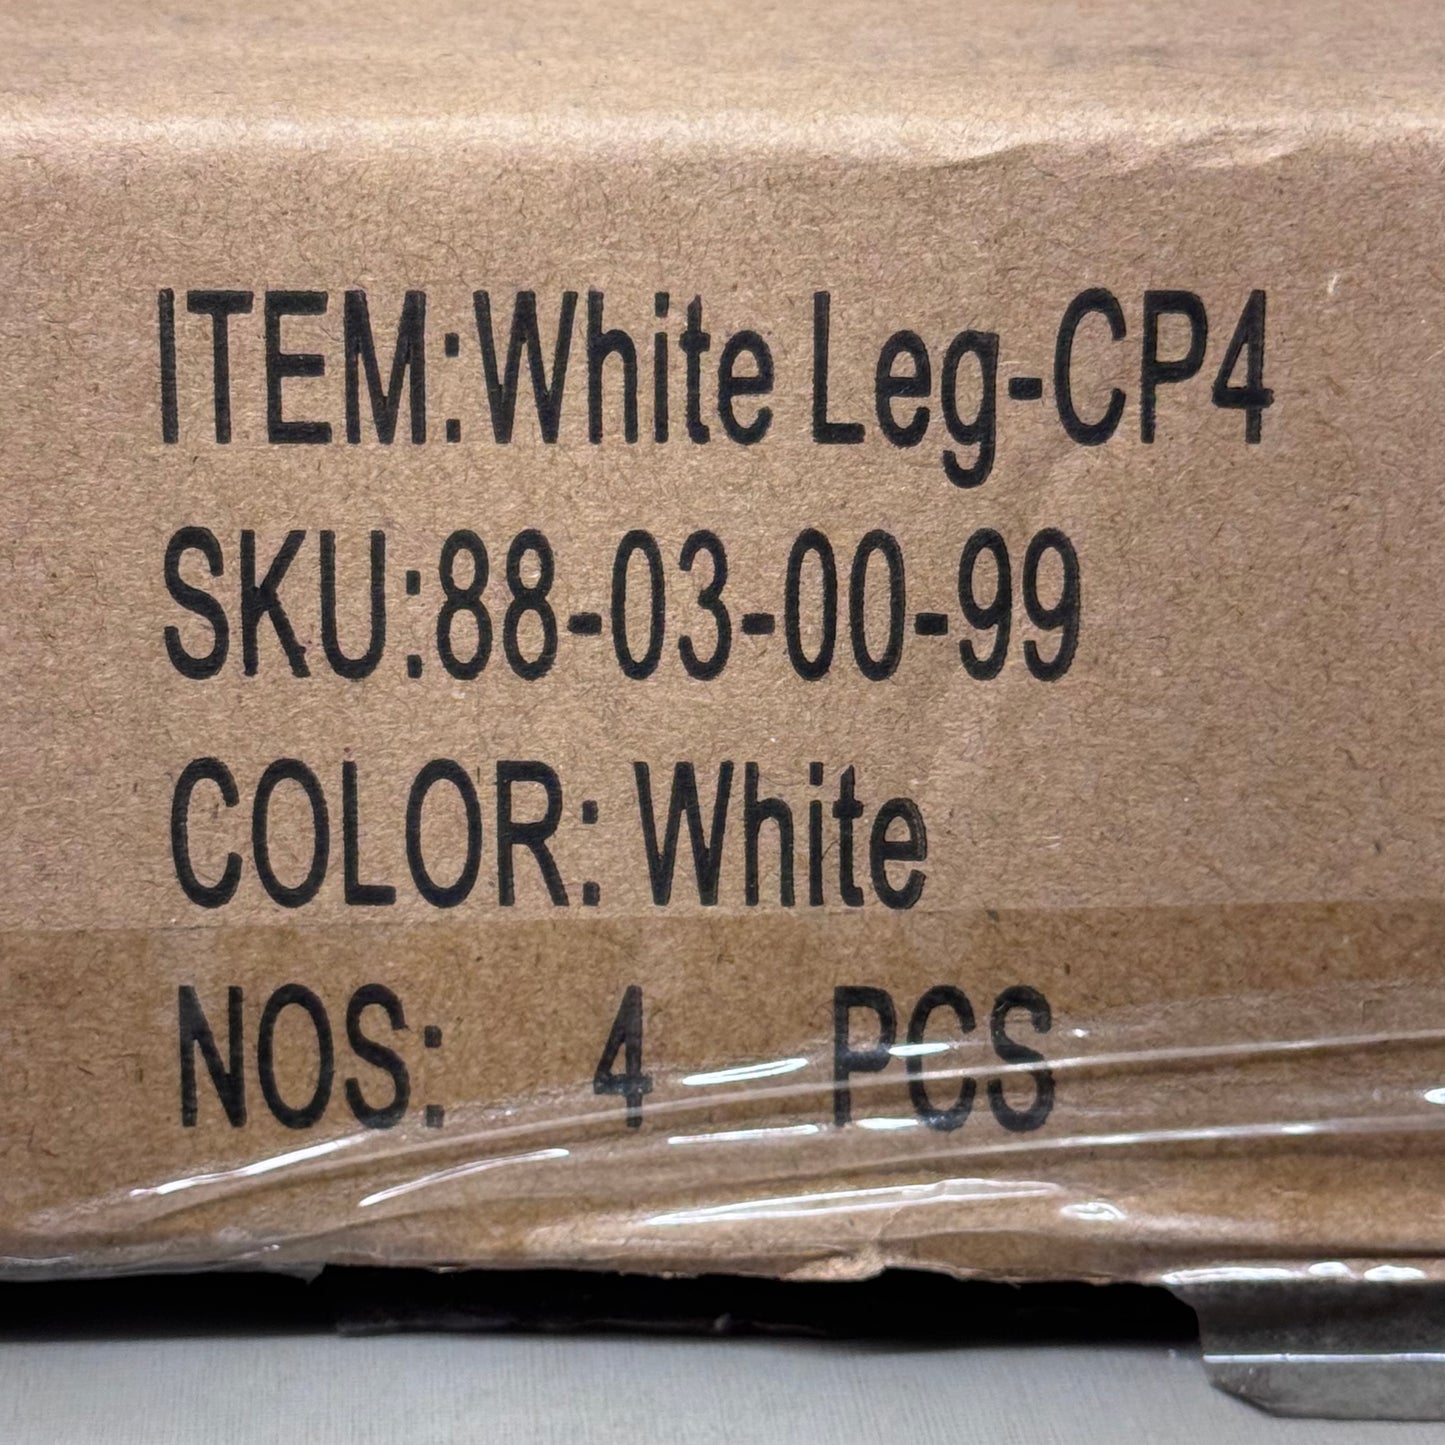 ITEM:White Leg-CP4
SKU:88-03-00-99
COLOR: White
NOS: 4 PCS